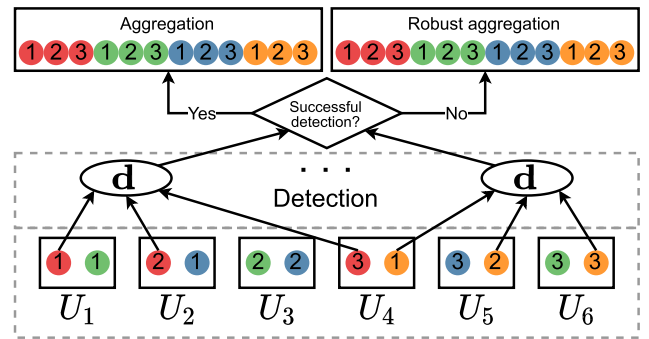 Aggregation
1 2 3 1 2 3 1 2 3 1 2 3
Robust aggregation
1 2 3 1 2 3 1 2 3 1 2 3
Successful
detection?
Yes
No
d
. . .
d
Detection
1 1
2 1
2 2
3 1
3 2
3 3
U1
U2
U3
U4
U5
U6